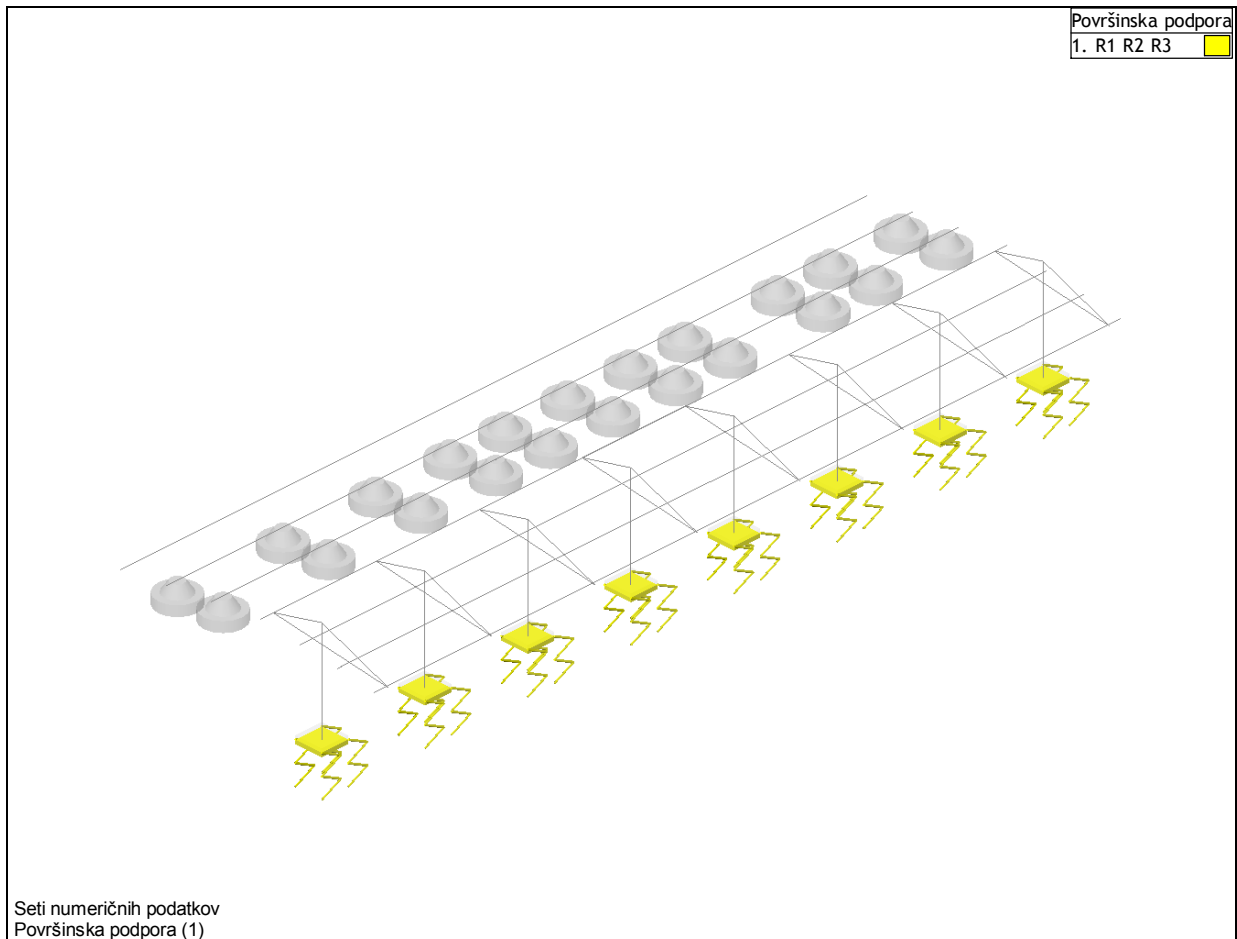 Površinska podpora
1. R1 R2 R3
Seti numeričnih podatkov
Površinska podpora (1)